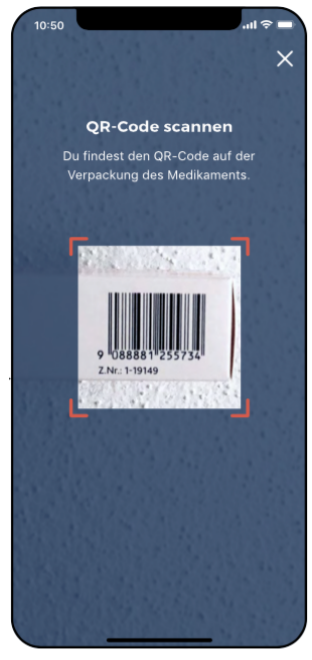 10:50
QR-Code scannen
Du findest den QR-Code auf der
Verpackung des Medikaments.
9 088881 255734
Z.Nr.: 1-19149